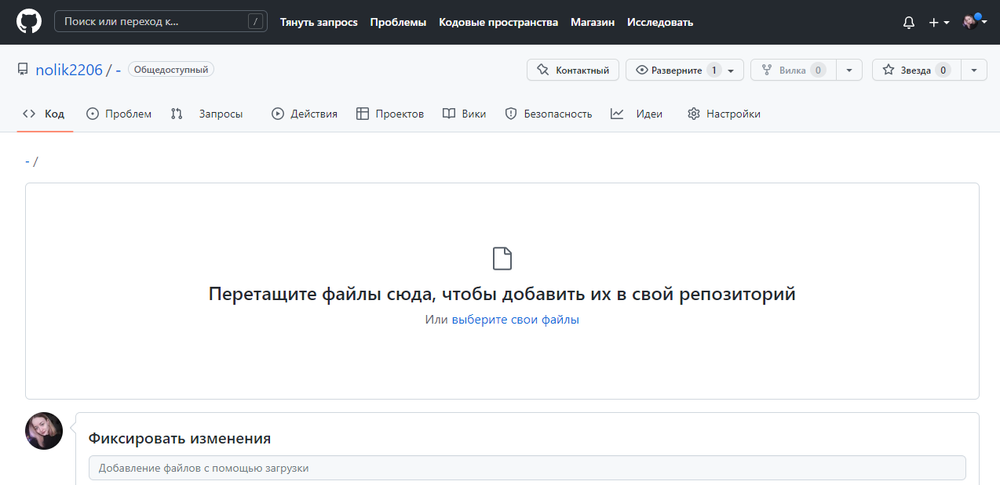 Поиск или переход к... / Тянуть запрос Проблемы Кодовые пространства Магазин Исследовать
nolik2206 / - Общедоступный Контактный Разверните 1 Вилка 0 Звезда 0
Код Проблем Запросы Действия Проектов Вики Безопасность Идеи Настройки
- /
Перетащите файлы сюда, чтобы добавить их в свой репозиторий
Или выберите свои файлы
Фиксировать изменения
Добавление файлов с помощью загрузки